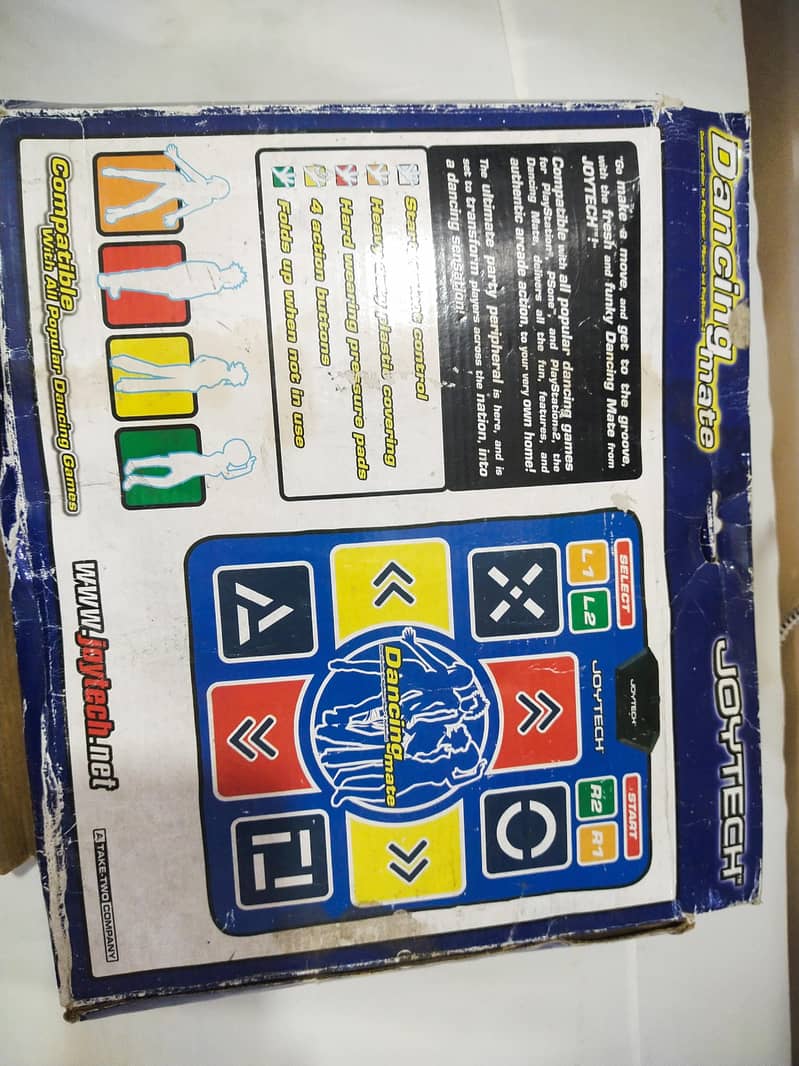 Dancing mate
JOYTECH
"Go make a move, and get to the groove,
with the fresh and funky Dancing Mate from
JOYTECH
Compatible with all popular dancing games
for PlayStation, PSone, and PlayStation2, the
Dancing Mate, delivers all the fun, features, and
authentic arcade action, to your very own home!
The ultimate party peripheral is here, and is
set to transform players across the nation, into
a dancing sensation!
control
plastic covering
Hard wearing pressure pads
4 action buttons
Folds up when not in use
Compatible
With All Popular Dancing Games
SELECT
L1 L2
JOYTECH
JOYTECH
START
R2 R1
Dancing mate
www.joytech.net
A TAKE-TWO COMPANY